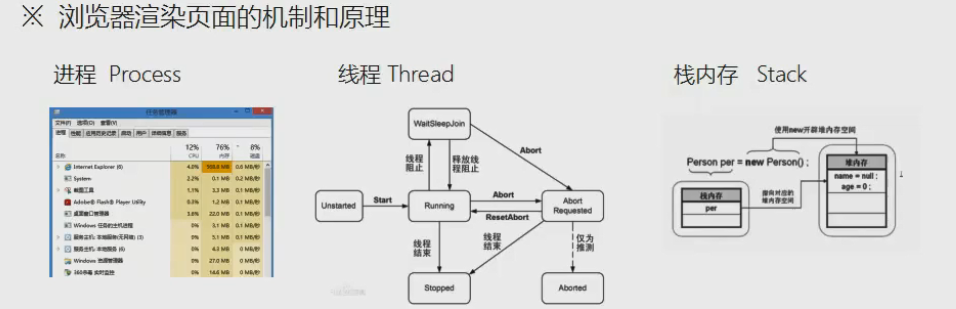 ※ 浏览器渲染页面的机制和原理
进程 Process
线程 Thread
栈内存 Stack
任务管理器
文件(F) 选项(O) 查看(V)
进程 性能 应用历史记录 启动 用户 详细信息 服务
12% 76% 8%
名称 CPU 内存 磁盘
Internet Explorer (6) 4.0% 0.6 MB/秒
System 2.2% 0.1 MB 0.2 MB/秒
截图工具 1.1% 3.3 MB 0.1 MB/秒
Adobe® Flash® Player Utility 0.5% 1.2 MB 0.1 MB/秒
桌面窗口管理器 3.8% 22.0 MB 0.1 MB/秒
Windows 任务的主机进程 0% 3.1 MB 0.1 MB/秒
服务主机: 本地服务(无网络) (3) 0% 5.1 MB 0.1 MB/秒
服务主机: 本地服务 (6) 0% 4.3 MB 0 MB/秒
Windows 资源管理器 0% 27.0 MB 0 MB/秒
360杀毒 实时监控 0% 14.6 MB 0 MB/秒
WaitSleepJoin
线程阻止
释放线程阻止
Abort
Unstarted
Start
Running
Abort
ResetAbort
Abort Requested
线程结束
线程结束
仅为推测
Stopped
Aborted
使用new开辟堆内存空间
Person per = new Person() ;
栈内存
per
指向对应的
堆内存空间
堆内存
name = null ;
age = 0 ;